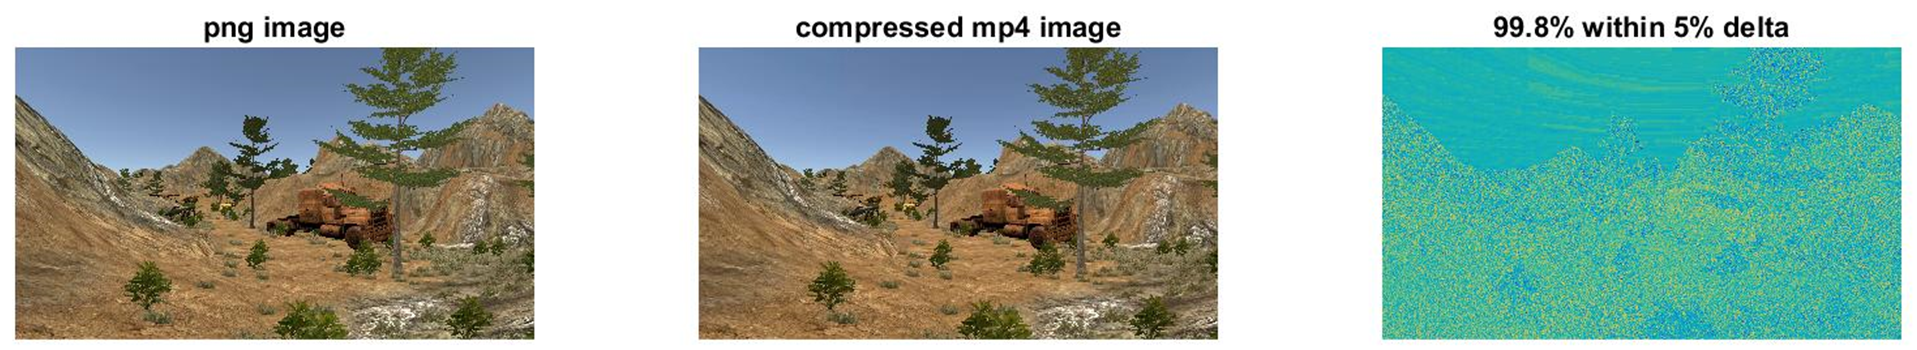 png image
compressed mp4 image
99.8% within 5% delta